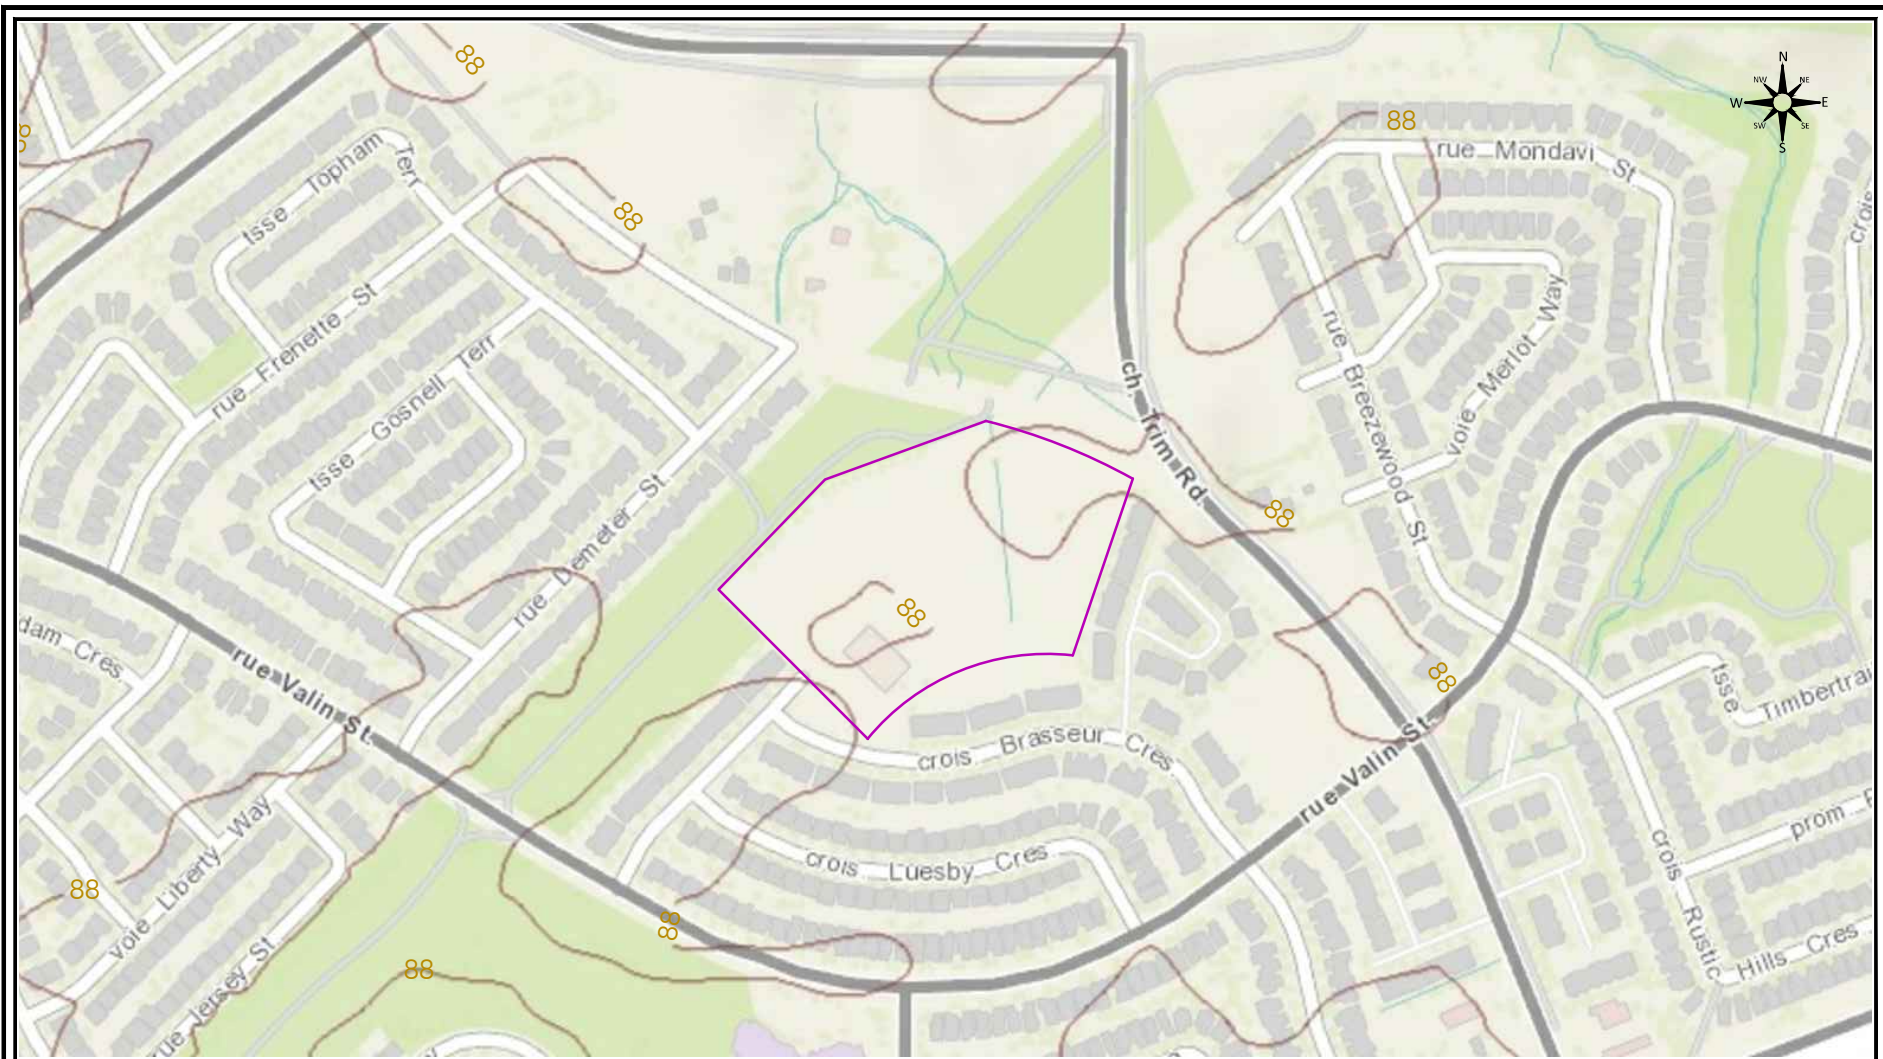 88
N
NW
NE
W
E
SW
SE
S
88
rue Mondavi St
tsse Topham Terr
88
crois
8
88
rue Frenette St
voie Merlot Way
rue Breezewood St
ch. Trim Rd.
tsse Gosnell Terr
88
rue Demeter St
88
dam Cres
rue Valin St.
88
tsse Timbertrai
crois Brasseur Cres
rue Valin St.
prom
crois Luesby Cres
crois Rustic Hills Cres
voie Liberty Way
88
88
88
rue Jersey St